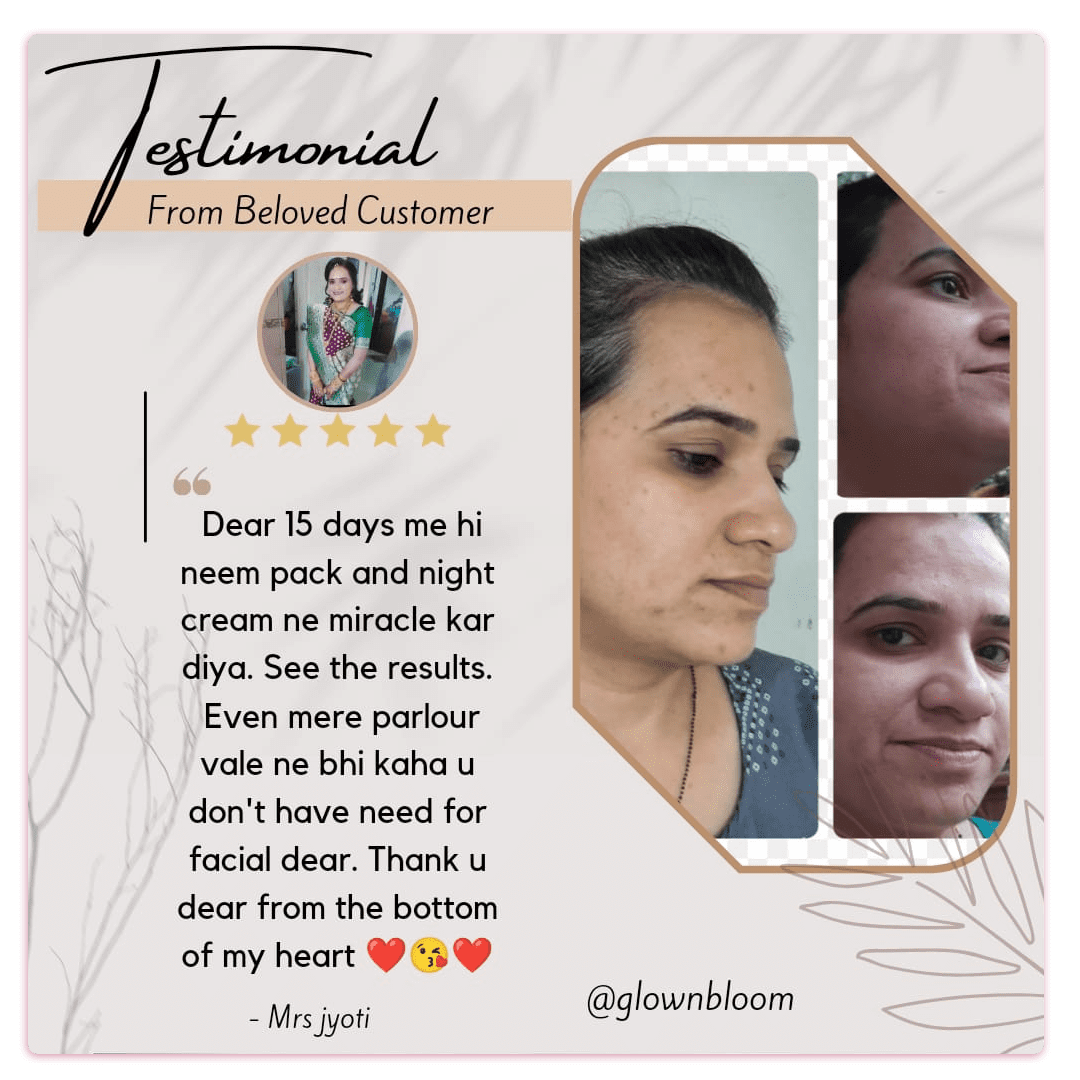 Testimonial
From Beloved Customer
“
Dear 15 days me hi
neem pack and night
cream ne miracle kar
diya. See the results.
Even mere parlour
vale ne bhi kaha u
don't have need for
facial dear. Thank u
dear from the bottom
of my heart ❤️😘❤️
- Mrs jyoti
@glownbloom